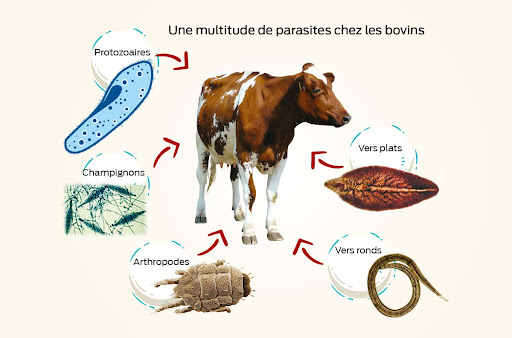 Une multitude de parasites chez les bovins
Protozoaires
Champignons
Vers plats
Arthropodes
Vers ronds